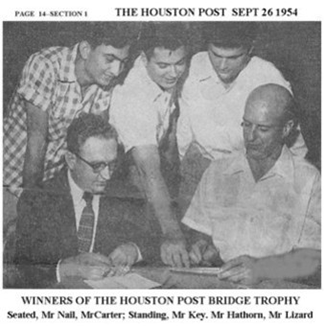 PAGE 14-SECTION 1 THE HOUSTON POST SEPT 26 1954
WINNERS OF THE HOUSTON POST BRIDGE TROPHY
Seated, Mr Nail, MrCarter; Standing, Mr Key. Mr Hathorn, Mr Lizard